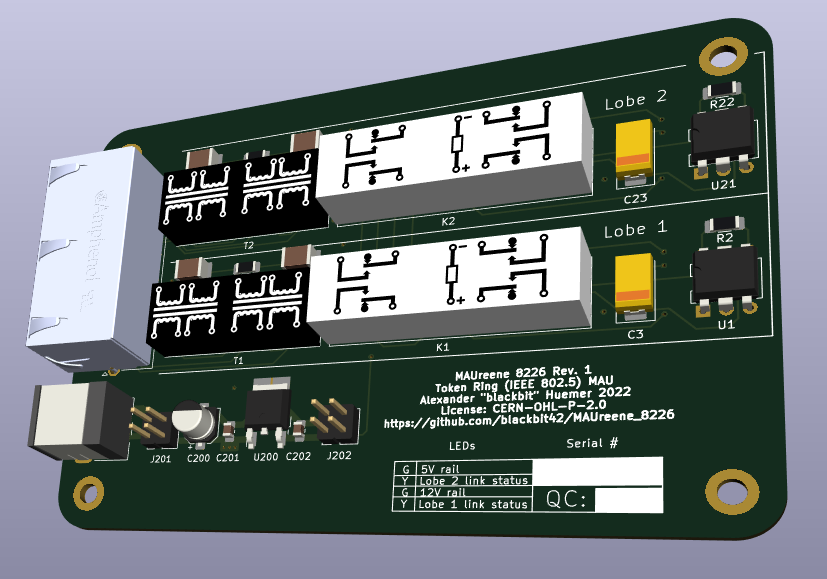 Lobe 2
R22
U21
C23
K2
T2
Amphenol
Lobe 1
R2
U1
C3
K1
T1
MAUreene 8226 Rev. 1
Token Ring (IEEE 802.5) MAU
Alexander "blackbit" Huemer 2022
License: CERN-OHL-P-2.0
https://github.com/blackbit42/MAUreene_8226
J201
C200
C201
U200
C202
J202
LEDs
Serial #
G 5V rail
Y Lobe 2 link status
G 12V rail
Y Lobe 1 link status
QC: